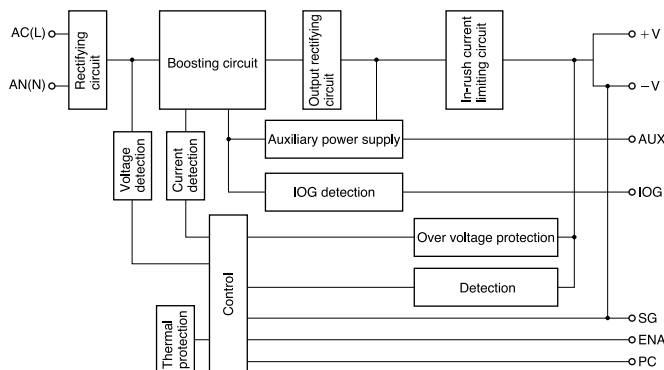 AC(L)
AN(N)
Rectifying
circuit
Boosting circuit
Output rectifying
circuit
In-rush current
limiting circuit
+V
−V
Voltage
detection
Current
detection
Auxiliary power supply
AUX
IOG detection
IOG
Over voltage protection
Detection
Control
Thermal
protection
SG
ENA
PC